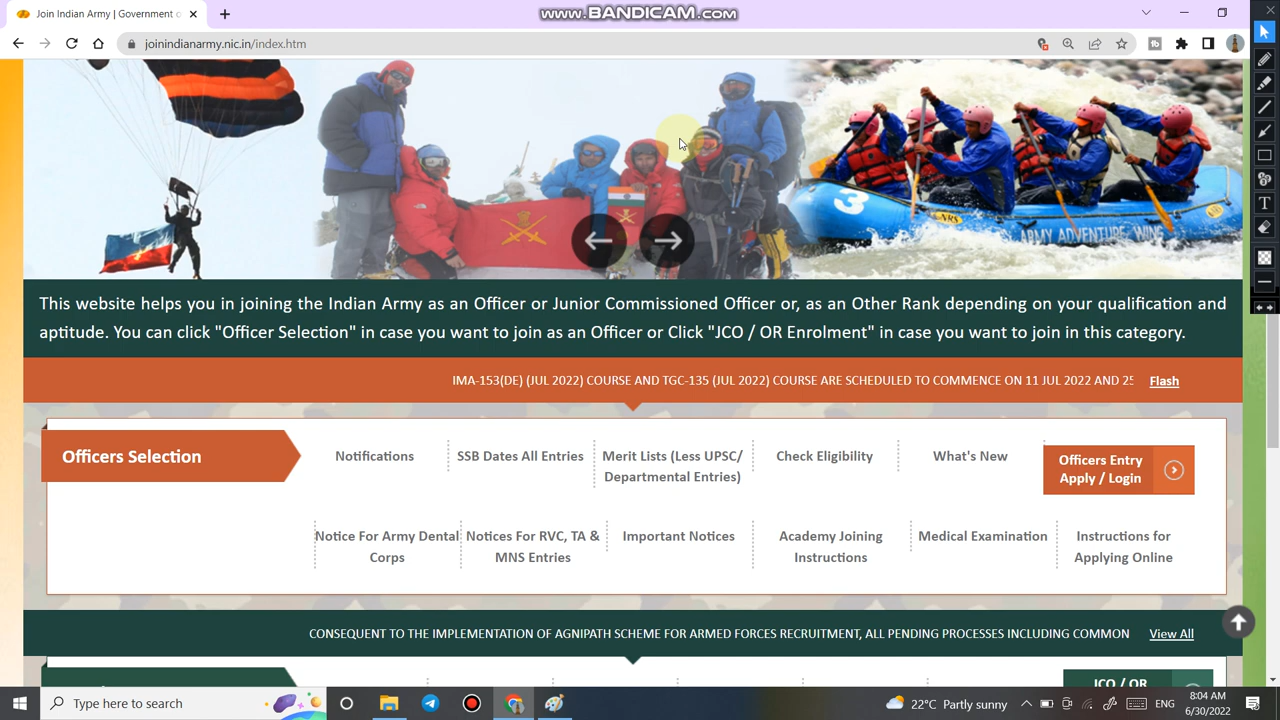 Join Indian Army | Government o
www.BANDICAM.com
joinindianarmy.nic.in/index.htm
3
NRS
ARMY ADVENTURE WING
This website helps you in joining the Indian Army as an Officer or Junior Commissioned Officer or, as an Other Rank depending on your qualification and
aptitude. You can click "Officer Selection" in case you want to join as an Officer or Click "JCO / OR Enrolment" in case you want to join in this category.
IMA-153(DE) (JUL 2022) COURSE AND TGC-135 (JUL 2022) COURSE ARE SCHEDULED TO COMMENCE ON 11 JUL 2022 AND 25
Flash
Officers Selection
Notifications
SSB Dates All Entries
Merit Lists (Less UPSC/
Departmental Entries)
Check Eligibility
What's New
Officers Entry
Apply / Login
Notice For Army Dental
Corps
Notices For RVC, TA &
MNS Entries
Important Notices
Academy Joining
Instructions
Medical Examination
Instructions for
Applying Online
CONSEQUENT TO THE IMPLEMENTATION OF AGNIPATH SCHEME FOR ARMED FORCES RECRUITMENT, ALL PENDING PROCESSES INCLUDING COMMON
View All
JCO / OR
Type here to search
22°C Partly sunny
ENG
8:04 AM
6/30/2022